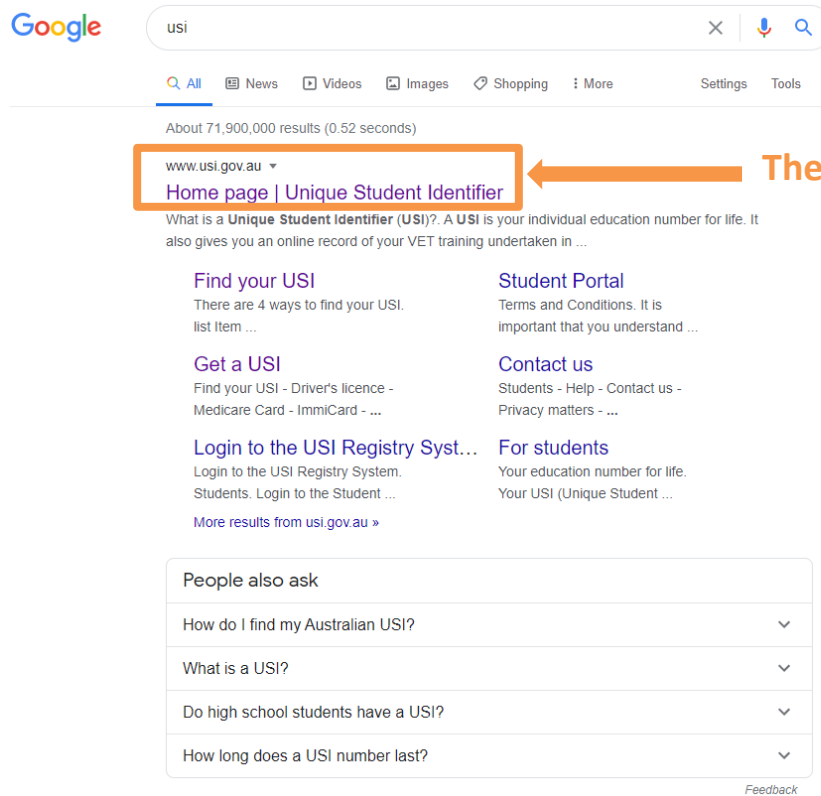 Google
usi
All News Videos Images Shopping More Settings Tools
About 71,900,000 results (0.52 seconds)
www.usi.gov.au
Home page | Unique Student Identifier
The
What is a Unique Student Identifier (USI)?. A USI is your individual education number for life. It
also gives you an online record of your VET training undertaken in ...
Find your USI
There are 4 ways to find your USI.
list Item ...
Student Portal
Terms and Conditions. It is
important that you understand ...
Get a USI
Find your USI - Driver's licence -
Medicare Card - ImmiCard - ...
Contact us
Students - Help - Contact us -
Privacy matters - ...
Login to the USI Registry Syst...
Login to the USI Registry System.
Students. Login to the Student ...
For students
Your education number for life.
Your USI (Unique Student ...
More results from usi.gov.au »
People also ask
How do I find my Australian USI?
What is a USI?
Do high school students have a USI?
How long does a USI number last?
Feedback